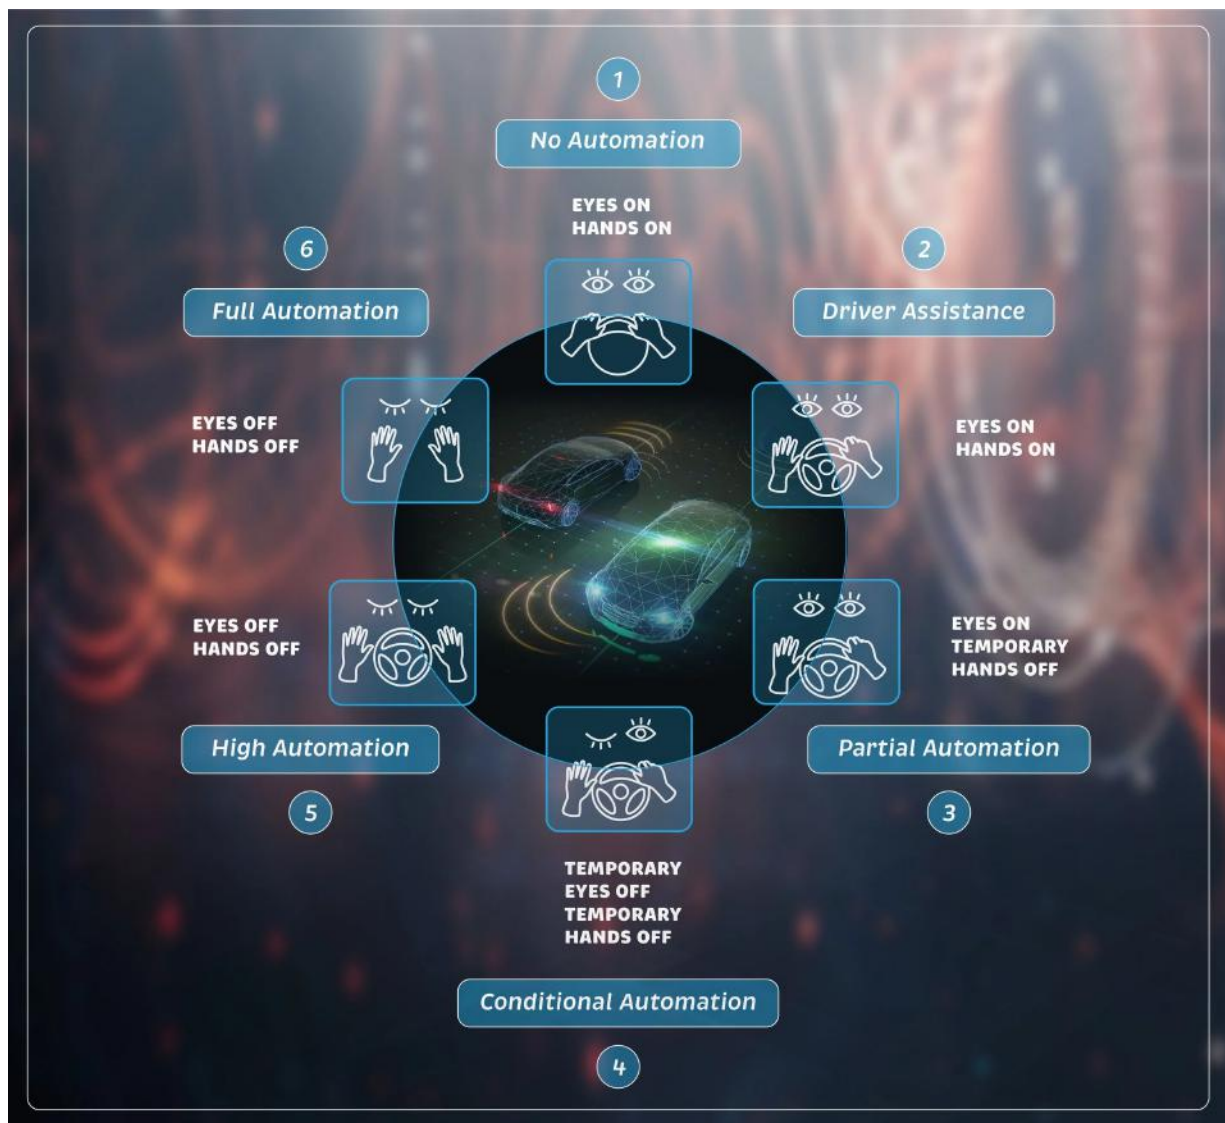 1
No Automation
EYES ON
HANDS ON
2
Driver Assistance
EYES ON
HANDS ON
3
Partial Automation
EYES ON
TEMPORARY
HANDS OFF
4
Conditional Automation
TEMPORARY
EYES OFF
TEMPORARY
HANDS OFF
5
High Automation
EYES OFF
HANDS OFF
6
Full Automation
EYES OFF
HANDS OFF